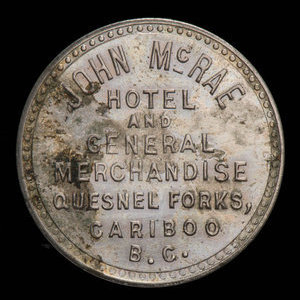 JOHN McRAE
HOTEL
AND
GENERAL
MERCHANDISE
QUESNEL FORKS,
CARIBOO
B.C.